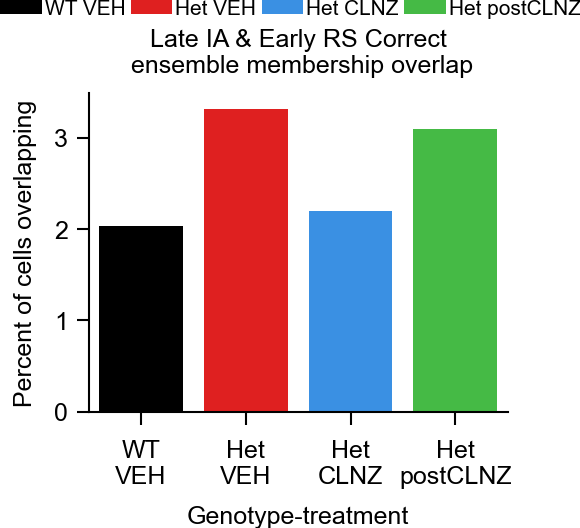 WT VEH Het VEH Het CLNZ Het postCLNZ
Late IA & Early RS Correct
ensemble membership overlap
Percent of cells overlapping
3
2
1
0
WT VEH
Het VEH
Het CLNZ
Het postCLNZ
Genotype-treatment